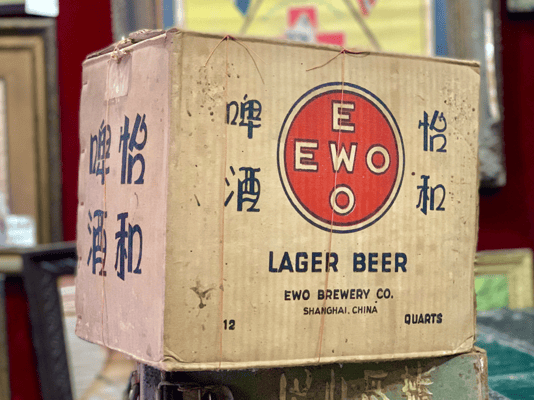 怡和
啤酒
E
EWO
O
啤酒
怡和
LAGER BEER
EWO BREWERY CO.
SHANGHAI, CHINA
12
QUARTS